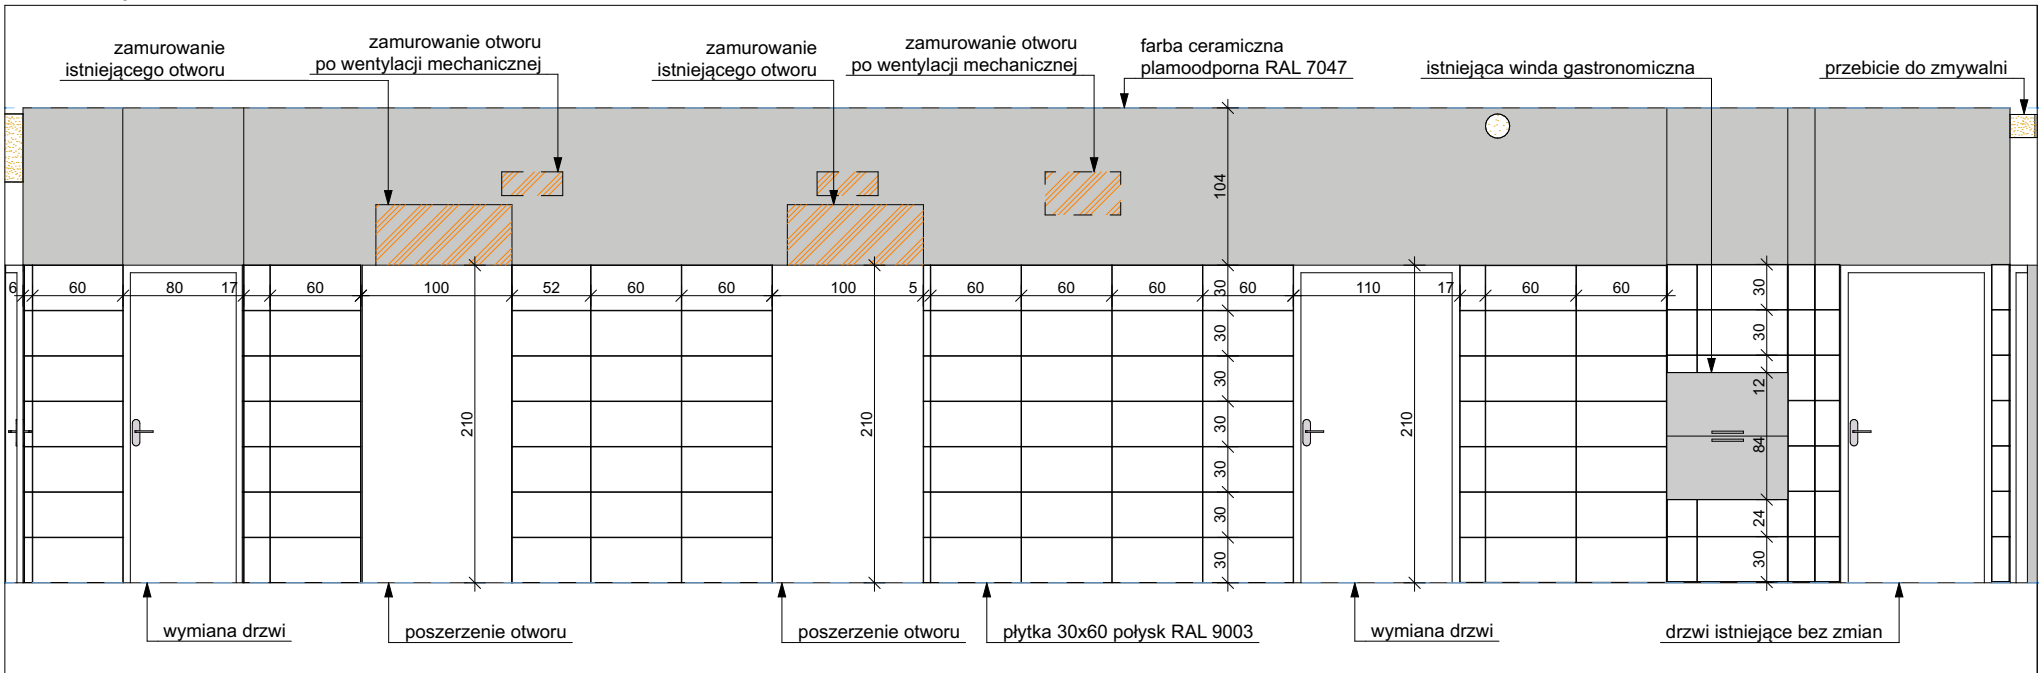 zamurowanie
istniejącego otworu
zamurowanie otworu
po wentylacji mechanicznej
zamurowanie
istniejącego otworu
zamurowanie otworu
po wentylacji mechanicznej
farba ceramiczna
plamoodporna RAL 7047
istniejąca winda gastronomiczna
przebicie do zmywalni
104
6 60 80 17 60 100 52 60 60 100 5 60 60 60 60 110 17 60 60
30
30
30
30
30
30
30
210
210
210
30
30
12
84
24
30
wymiana drzwi
poszerzenie otworu
poszerzenie otworu
płytka 30x60 połysk RAL 9003
wymiana drzwi
drzwi istniejące bez zmian